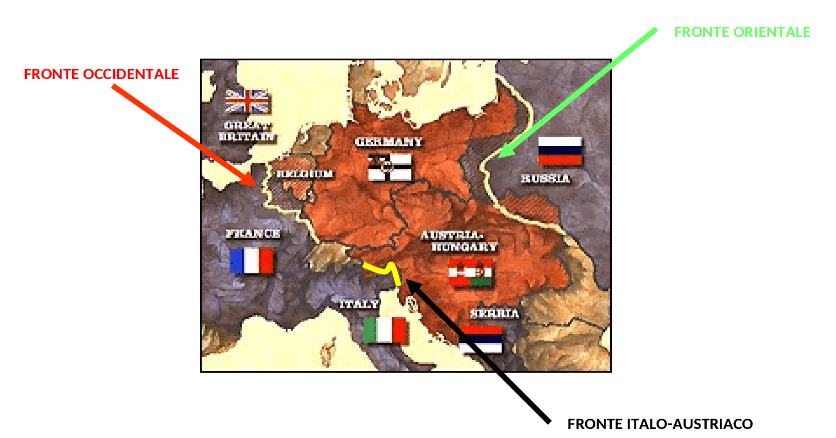 FRONTE ORIENTALE
FRONTE OCCIDENTALE
GREAT
BRITAIN
GERMANY
BELGIUM
RUSSIA
FRANCE
AUSTRIA-
HUNGARY
ITALY
SERBIA
FRONTE ITALO-AUSTRIACO